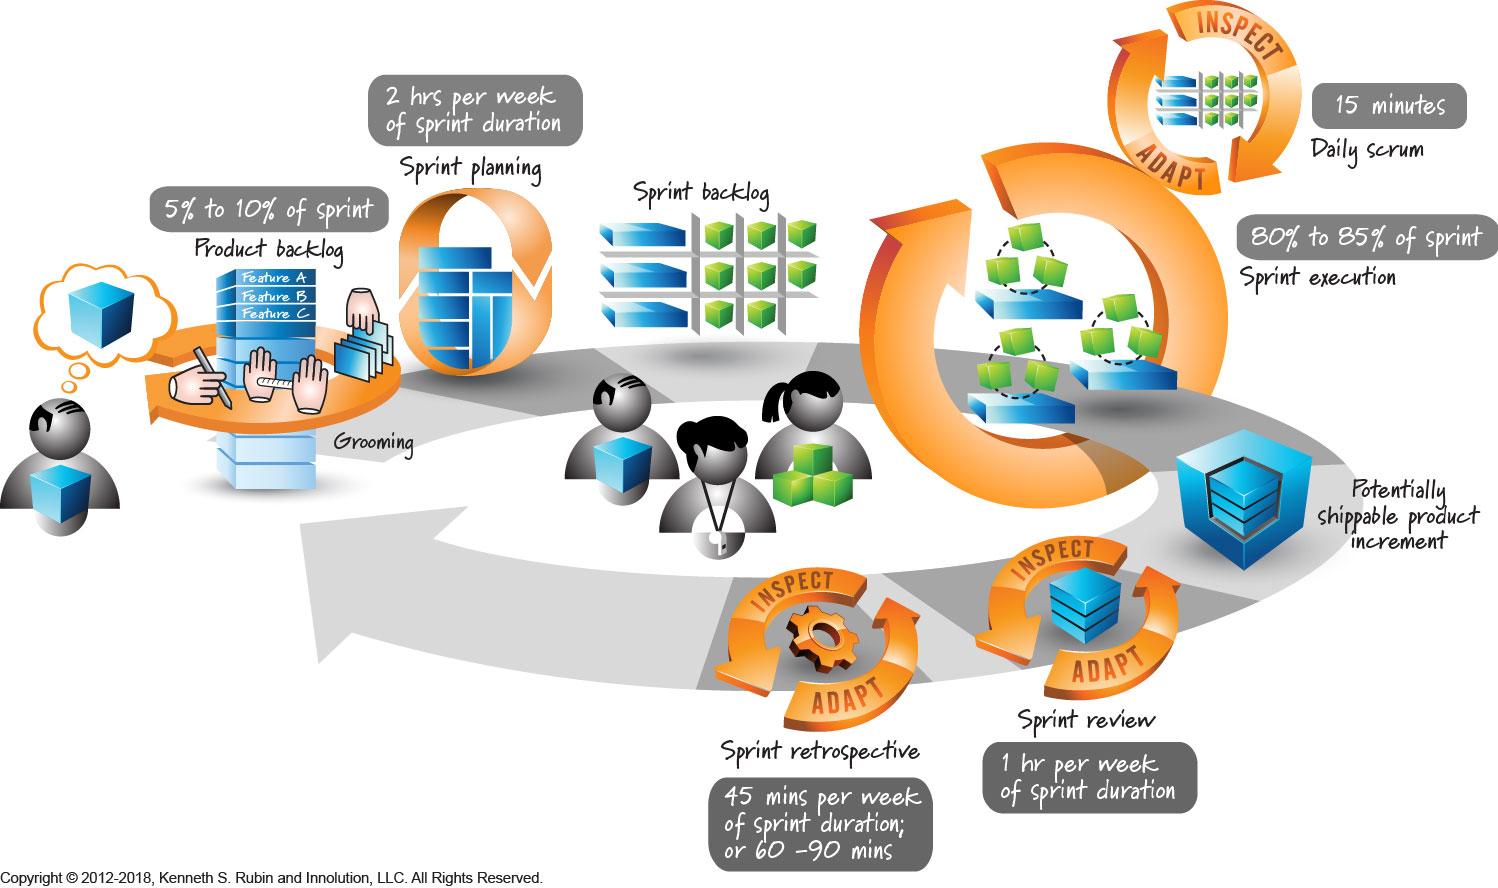 2 hrs per week
of sprint duration
Sprint planning
5% to 10% of sprint
Product backlog
Feature A
Feature B
Feature C
Grooming
Sprint backlog
INSPECT
ADAPT
15 minutes
Daily scrum
80% to 85% of sprint
Sprint execution
Potentially
shippable product
increment
INSPECT
ADAPT
Sprint review
1 hr per week
of sprint duration
INSPECT
ADAPT
Sprint retrospective
45 mins per week
of sprint duration;
or 60 -90 mins
Copyright © 2012-2018, Kenneth S. Rubin and Innolution, LLC. All Rights Reserved.